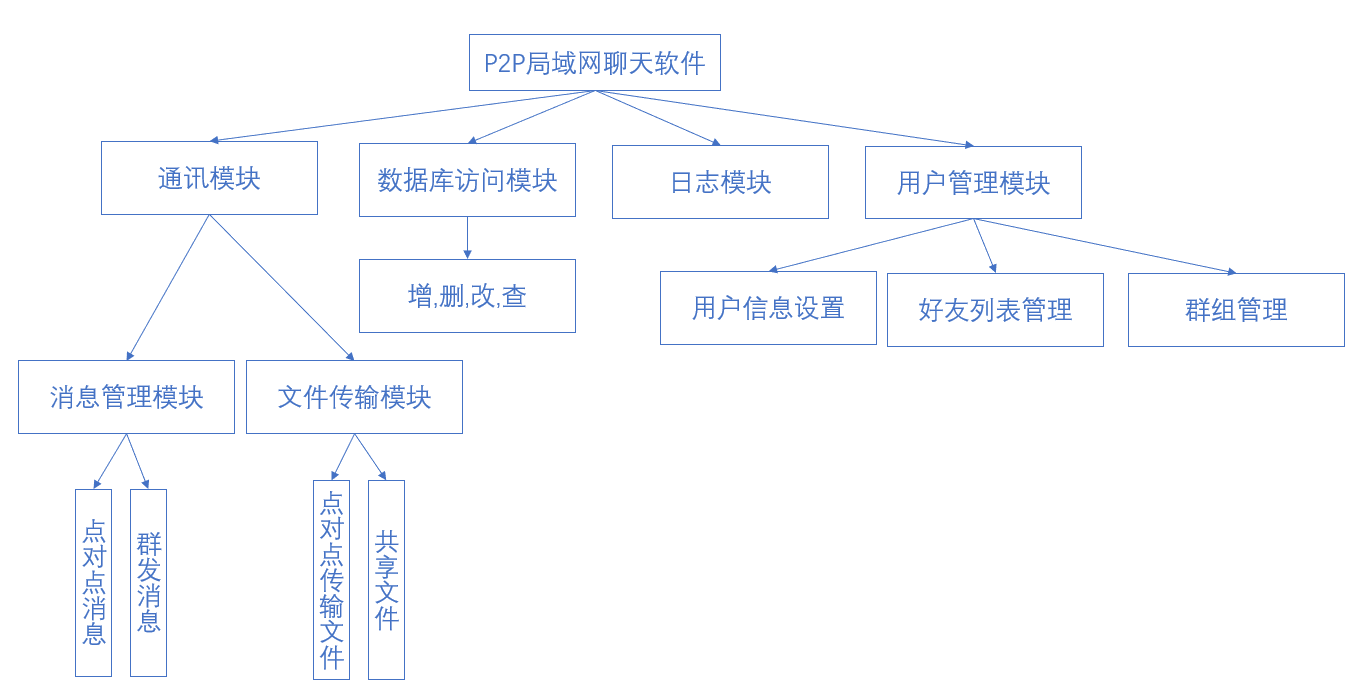 P2P局域网聊天软件
通讯模块
数据库访问模块
日志模块
用户管理模块
增,删,改,查
用户信息设置
好友列表管理
群组管理
消息管理模块
文件传输模块
点对点消息
群发消息
点对点传输文件
共享文件